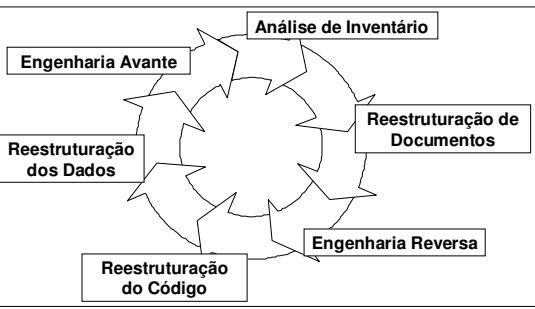 Análise de Inventário
Engenharia Avante
Reestruturação de
Documentos
Reestruturação
dos Dados
Engenharia Reversa
Reestruturação
do Código